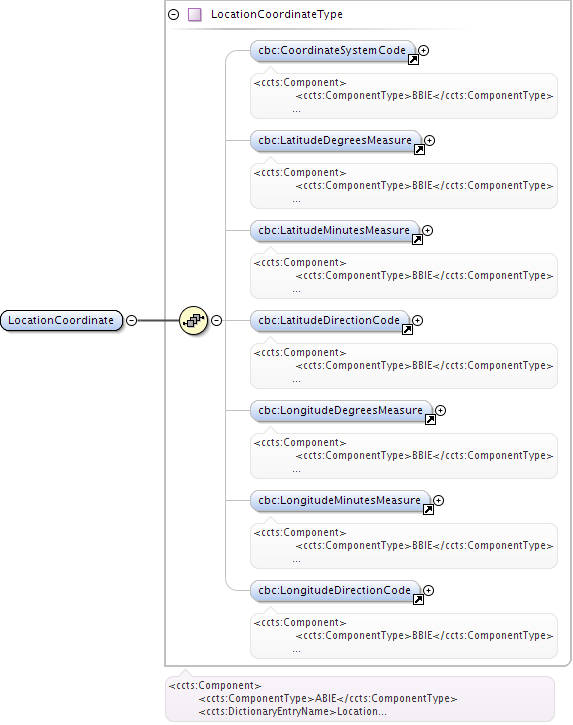 LocationCoordinateType
cbc:CoordinateSystemCode
<ccts:Component>
<ccts:ComponentType>BBIE</ccts:ComponentType>
...
cbc:LatitudeDegreesMeasure
<ccts:Component>
<ccts:ComponentType>BBIE</ccts:ComponentType>
...
cbc:LatitudeMinutesMeasure
<ccts:Component>
<ccts:ComponentType>BBIE</ccts:ComponentType>
...
LocationCoordinate
cbc:LatitudeDirectionCode
<ccts:Component>
<ccts:ComponentType>BBIE</ccts:ComponentType>
...
cbc:LongitudeDegreesMeasure
<ccts:Component>
<ccts:ComponentType>BBIE</ccts:ComponentType>
...
cbc:LongitudeMinutesMeasure
<ccts:Component>
<ccts:ComponentType>BBIE</ccts:ComponentType>
...
cbc:LongitudeDirectionCode
<ccts:Component>
<ccts:ComponentType>BBIE</ccts:ComponentType>
...
<ccts:Component>
<ccts:ComponentType>ABIE</ccts:ComponentType>
<ccts:DictionaryEntryName>Location...